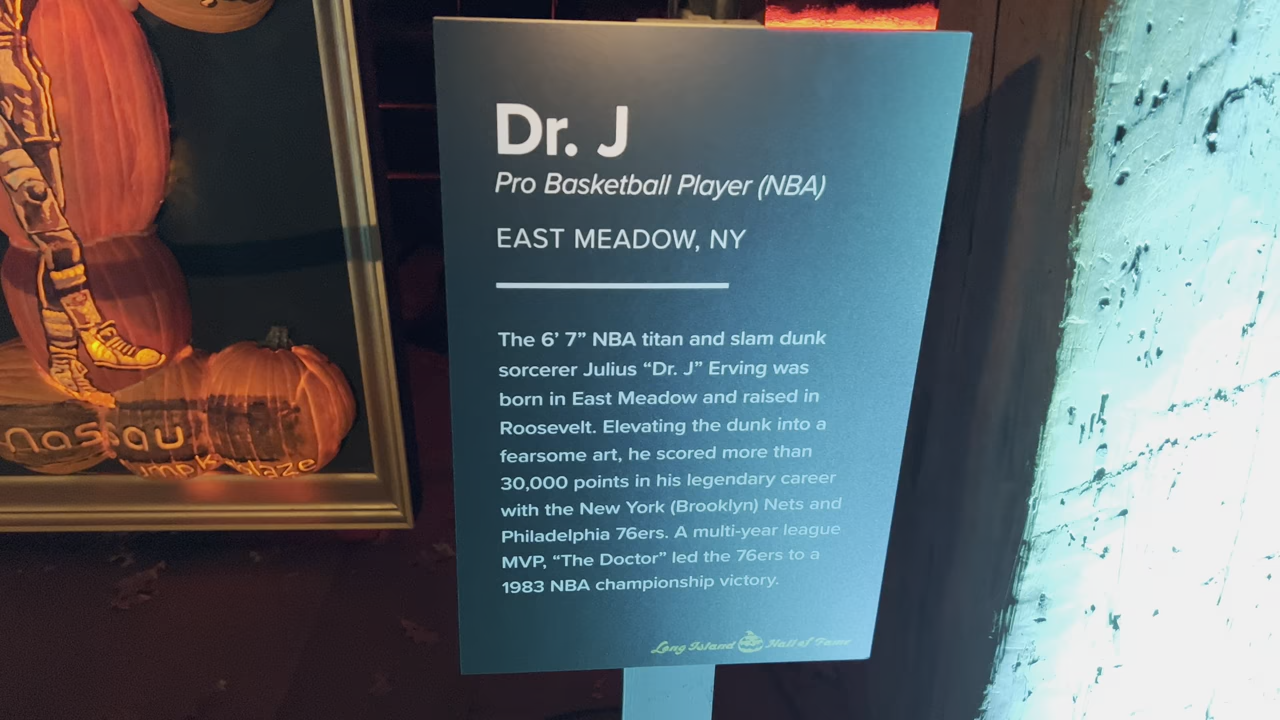 Dr. J
Pro Basketball Player (NBA)
EAST MEADOW, NY
The 6’ 7” NBA titan and slam dunk
sorcerer Julius “Dr. J” Erving was
born in East Meadow and raised in
Roosevelt. Elevating the dunk into a
fearsome art, he scored more than
30,000 points in his legendary career
with the New York (Brooklyn) Nets and
Philadelphia 76ers. A multi-year league
MVP, “The Doctor” led the 76ers to a
1983 NBA championship victory.
Long Island Hall of Fame
nassau